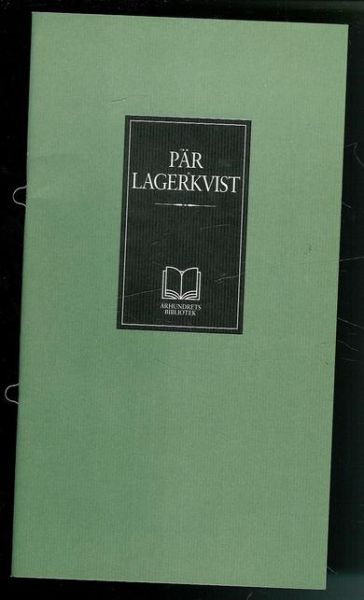 PÄR
LAGERKVIST
ÅRHUNDRETS
BIBLIOTEK